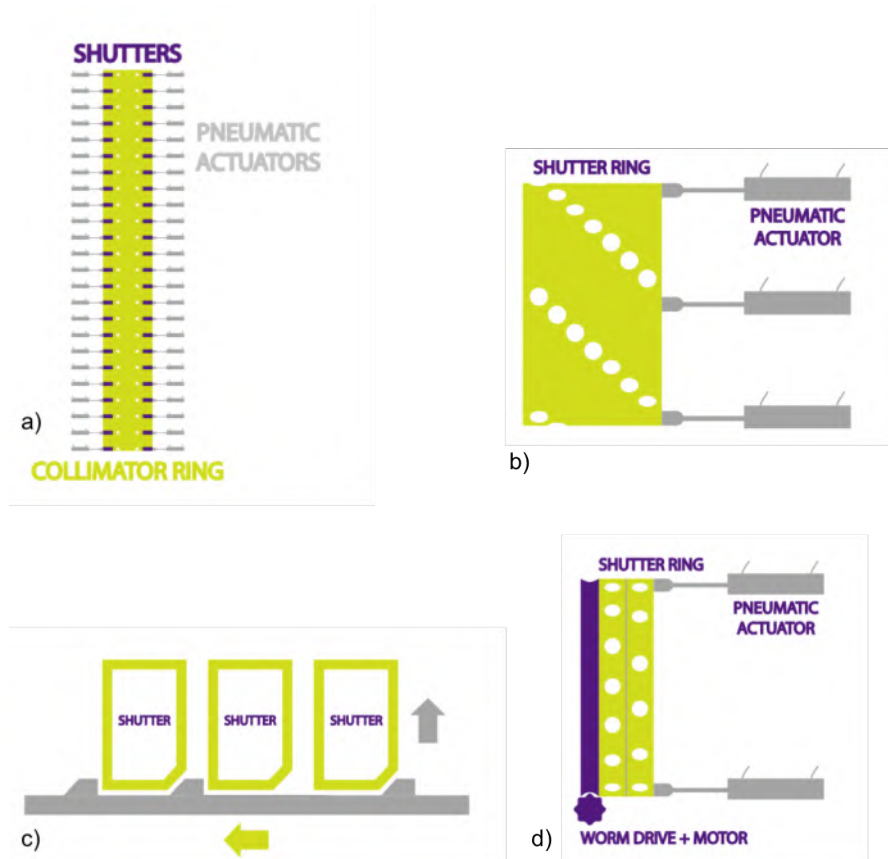 SHUTTERS
PNEUMATIC
ACTUATORS
a)
COLLIMATOR RING
SHUTTER RING
PNEUMATIC
ACTUATOR
b)
SHUTTER
SHUTTER
SHUTTER
c)
SHUTTER RING
PNEUMATIC
ACTUATOR
d)
WORM DRIVE + MOTOR